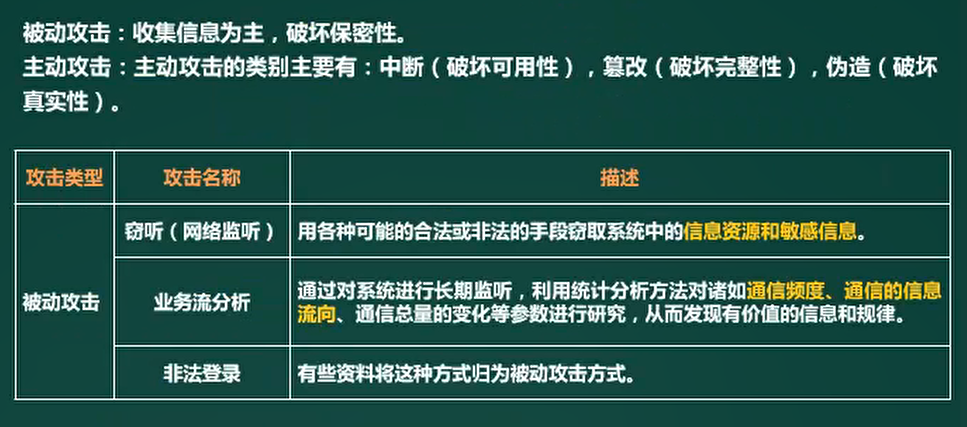 被动攻击：收集信息为主，破坏保密性。
主动攻击：主动攻击的类别主要有：中断（破坏可用性），篡改（破坏完整性），伪造（破坏
真实性）。
攻击类型 攻击名称 描述
窃听（网络监听） 用各种可能的合法或非法的手段窃取系统中的信息资源和敏感信息。
被动攻击 业务流分析 通过对系统进行长期监听，利用统计分析方法对诸如通信频度、通信的信息
流向、通信总量的变化等参数进行研究，从而发现有价值的信息和规律。
非法登录 有些资料将这种方式归为被动攻击方式。